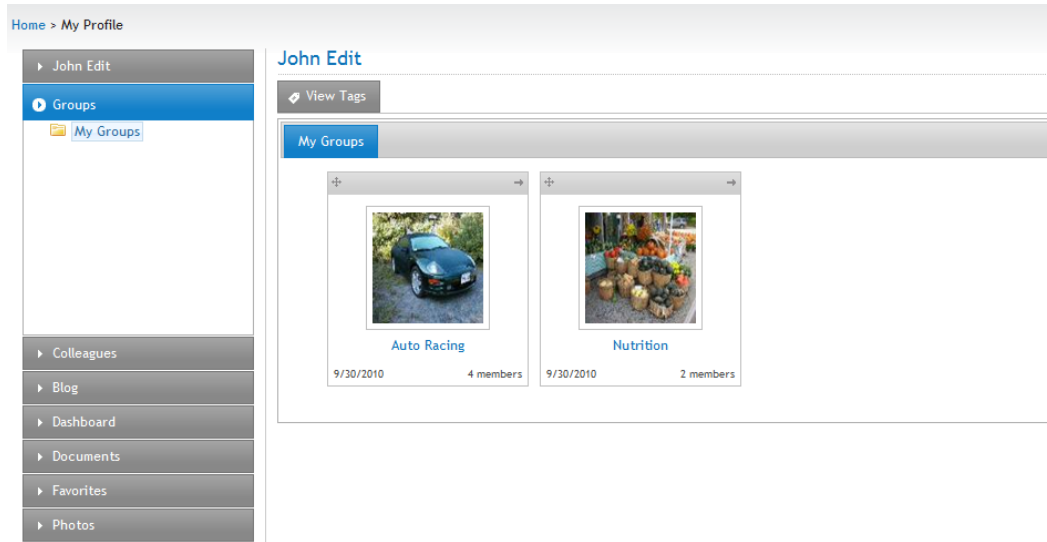 Home > My Profile
John Edit
Groups
My Groups
Colleagues
Blog
Dashboard
Documents
Favorites
Photos
John Edit
View Tags
My Groups
Auto Racing
9/30/2010 4 members
Nutrition
9/30/2010 2 members